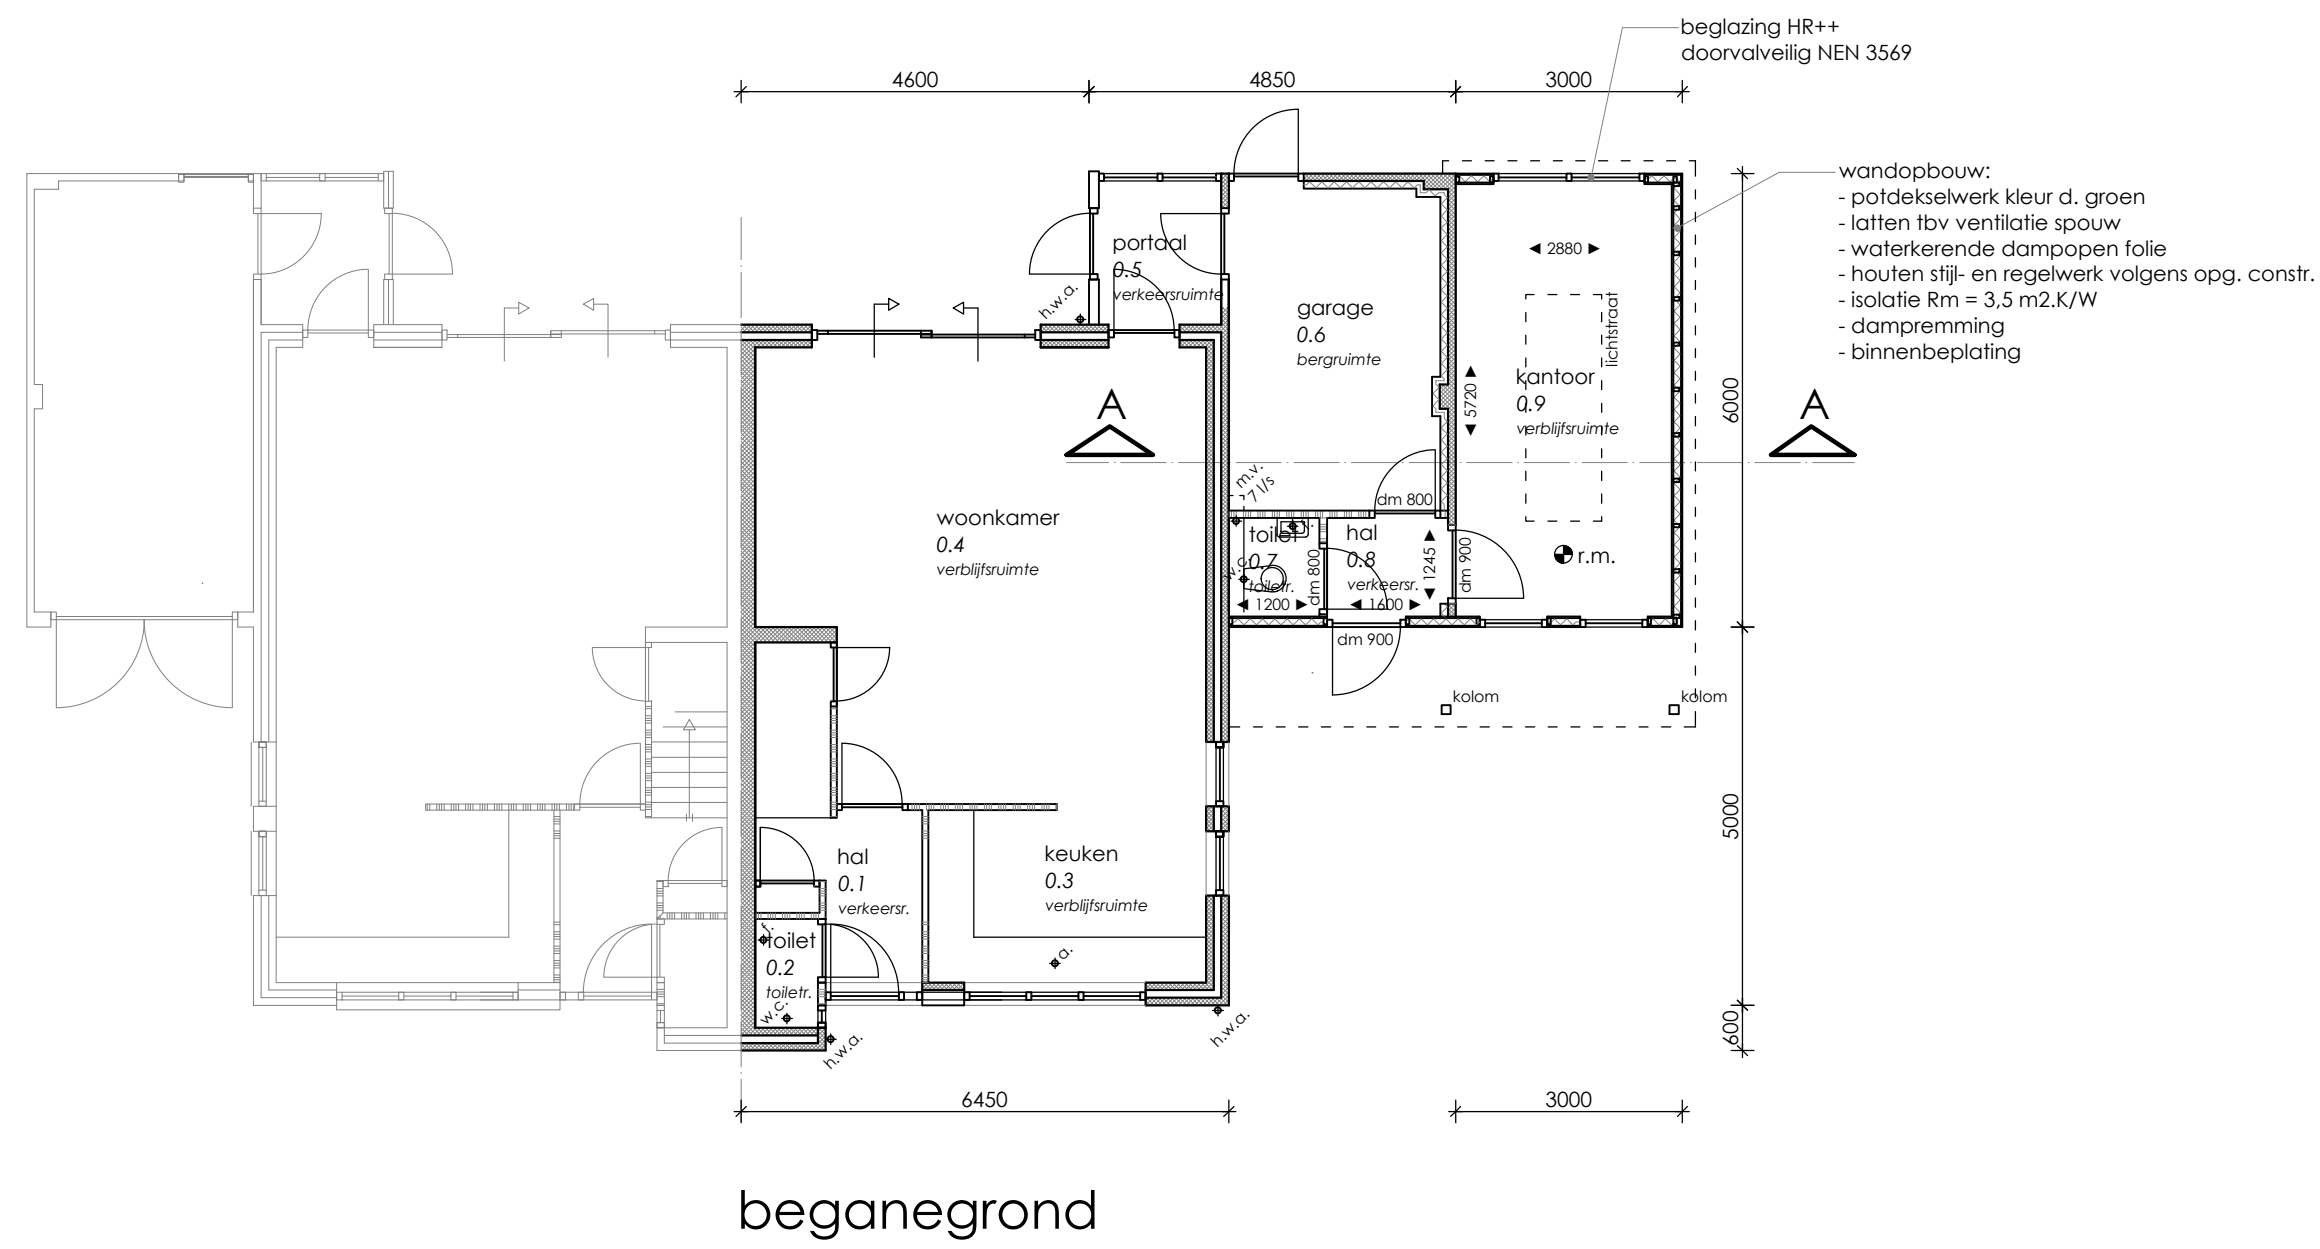 beglazing HR++
doorvalveilig NEN 3569
4600
4850
3000
wandopbouw:
- potdekselwerk kleur d. groen
- latten tbv ventilatie spouw
- waterkerende dampopen folie
- houten stijl- en regelwerk volgens opg. constr.
- isolatie Rm = 3,5 m2.K/W
- dampremming
- binnenbeplating
portaal
0.5
verkeersruimte
h.w.a.
garage
0.6
bergruimte
2880
lichtstraat
kantoor
0.9
verblijfsruimte
5720
6000
A
A
m.v.
7 l/s
dm 800
woonkamer
0.4
verblijfsruimte
toilet
0.7
toiletr.
w.c.
f.
1200
dm 800
hal
0.8
verkeersr.
1600
1245
dm 900
r.m.
dm 900
kolom
kolom
5000
hal
0.1
verkeersr.
keuken
0.3
verblijfsruimte
a.
f.
toilet
0.2
toiletr.
w.c.
h.w.a.
h.w.a.
600
6450
3000
beganegrond